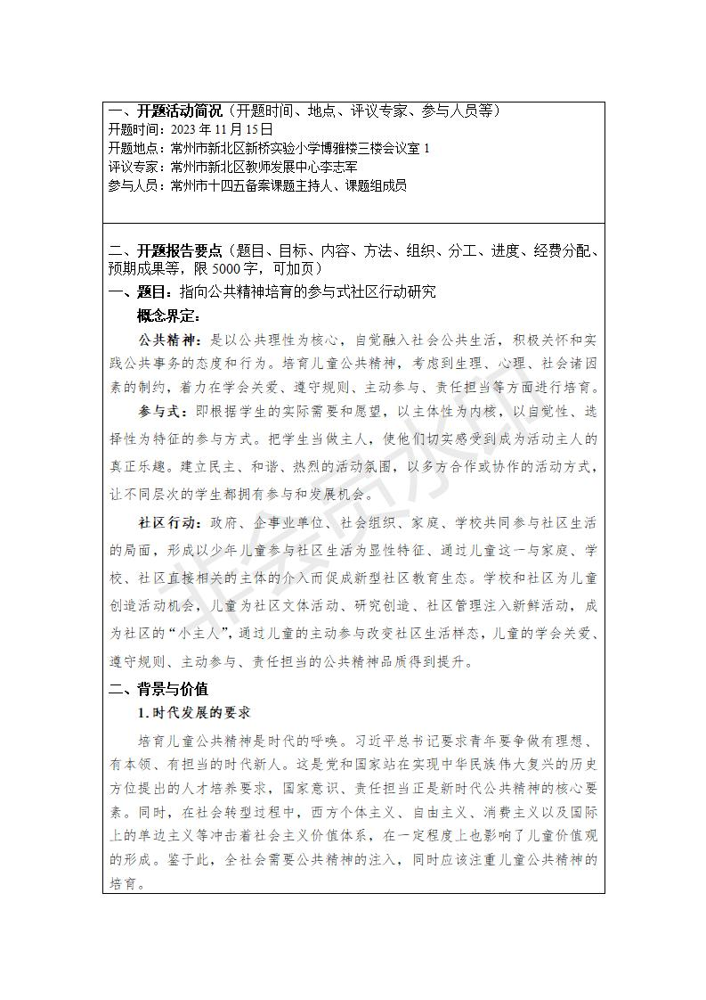 一、开题活动简况（开题时间、地点、评议专家、参与人员等）
开题时间：2023年11月15日
开题地点：常州市新北区新桥实验小学博雅楼三楼会议室1
评议专家：常州市新北区教师发展中心李志军
参与人员：常州市十四五备案课题主持人、课题组成员
二、开题报告要点（题目、目标、内容、方法、组织、分工、进度、经费分配、
预期成果等，限5000字，可加页）
一、题目：指向公共精神培育的参与式社区行动研究
概念界定：
公共精神：是以公共理性为核心，自觉融入社会公共生活，积极关怀和实
践公共事务的态度和行为。培育儿童公共精神，考虑到生理、心理、社会诸因
素的制约，着力在学会关爱、遵守规则、主动参与、责任担当等方面进行培育。
参与式：即根据学生的实际需要和愿望，以主体性为内核，以自觉性、选
择性为特征的参与方式。把学生当做主人，使他们切实感受到成为活动主人的
真正乐趣。建立民主、和谐、热烈的活动氛围，以多方合作或协作的活动方式，
让不同层次的学生都拥有参与和发展机会。
社区行动：政府、企事业单位、社会组织、家庭、学校共同参与社区生活
的局面，形成以少年儿童参与社区生活为显性特征、通过儿童这一与家庭、学
校、社区直接相关的主体的介入而促成新型社区教育生态。学校和社区为儿童
创造活动机会，儿童为社区文体活动、研究创造、社区管理注入新鲜活动，成
为社区的“小主人”，通过儿童的主动参与改变社区生活样态，儿童的学会关爱、
遵守规则、主动参与、责任担当的公共精神品质得到提升。
二、背景与价值
1.时代发展的要求
培育儿童公共精神是时代的呼唤。习近平总书记要求青年要争做有理想、
有本领、有担当的时代新人。这是党和国家站在实现中华民族伟大复兴的历史
方位提出的人才培养要求，国家意识、责任担当正是新时代公共精神的核心要
素。同时，在社会转型过程中，西方个体主义、自由主义、消费主义以及国际
上的单边主义等冲击着社会主义价值体系，在一定程度上也影响了儿童价值观
的形成。鉴于此，全社会需要公共精神的注入，同时应该注重儿童公共精神的
培育。
非会员水印